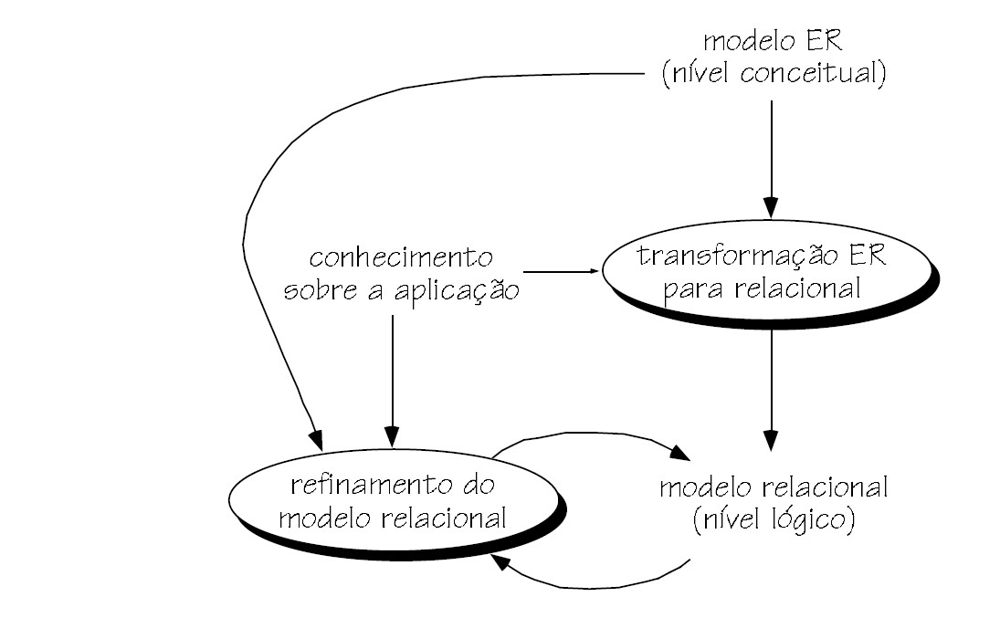 modelo ER
(nível conceitual)
conhecimento
sobre a aplicação
transformação ER
para relacional
refinamento do
modelo relacional
modelo relacional
(nível lógico)